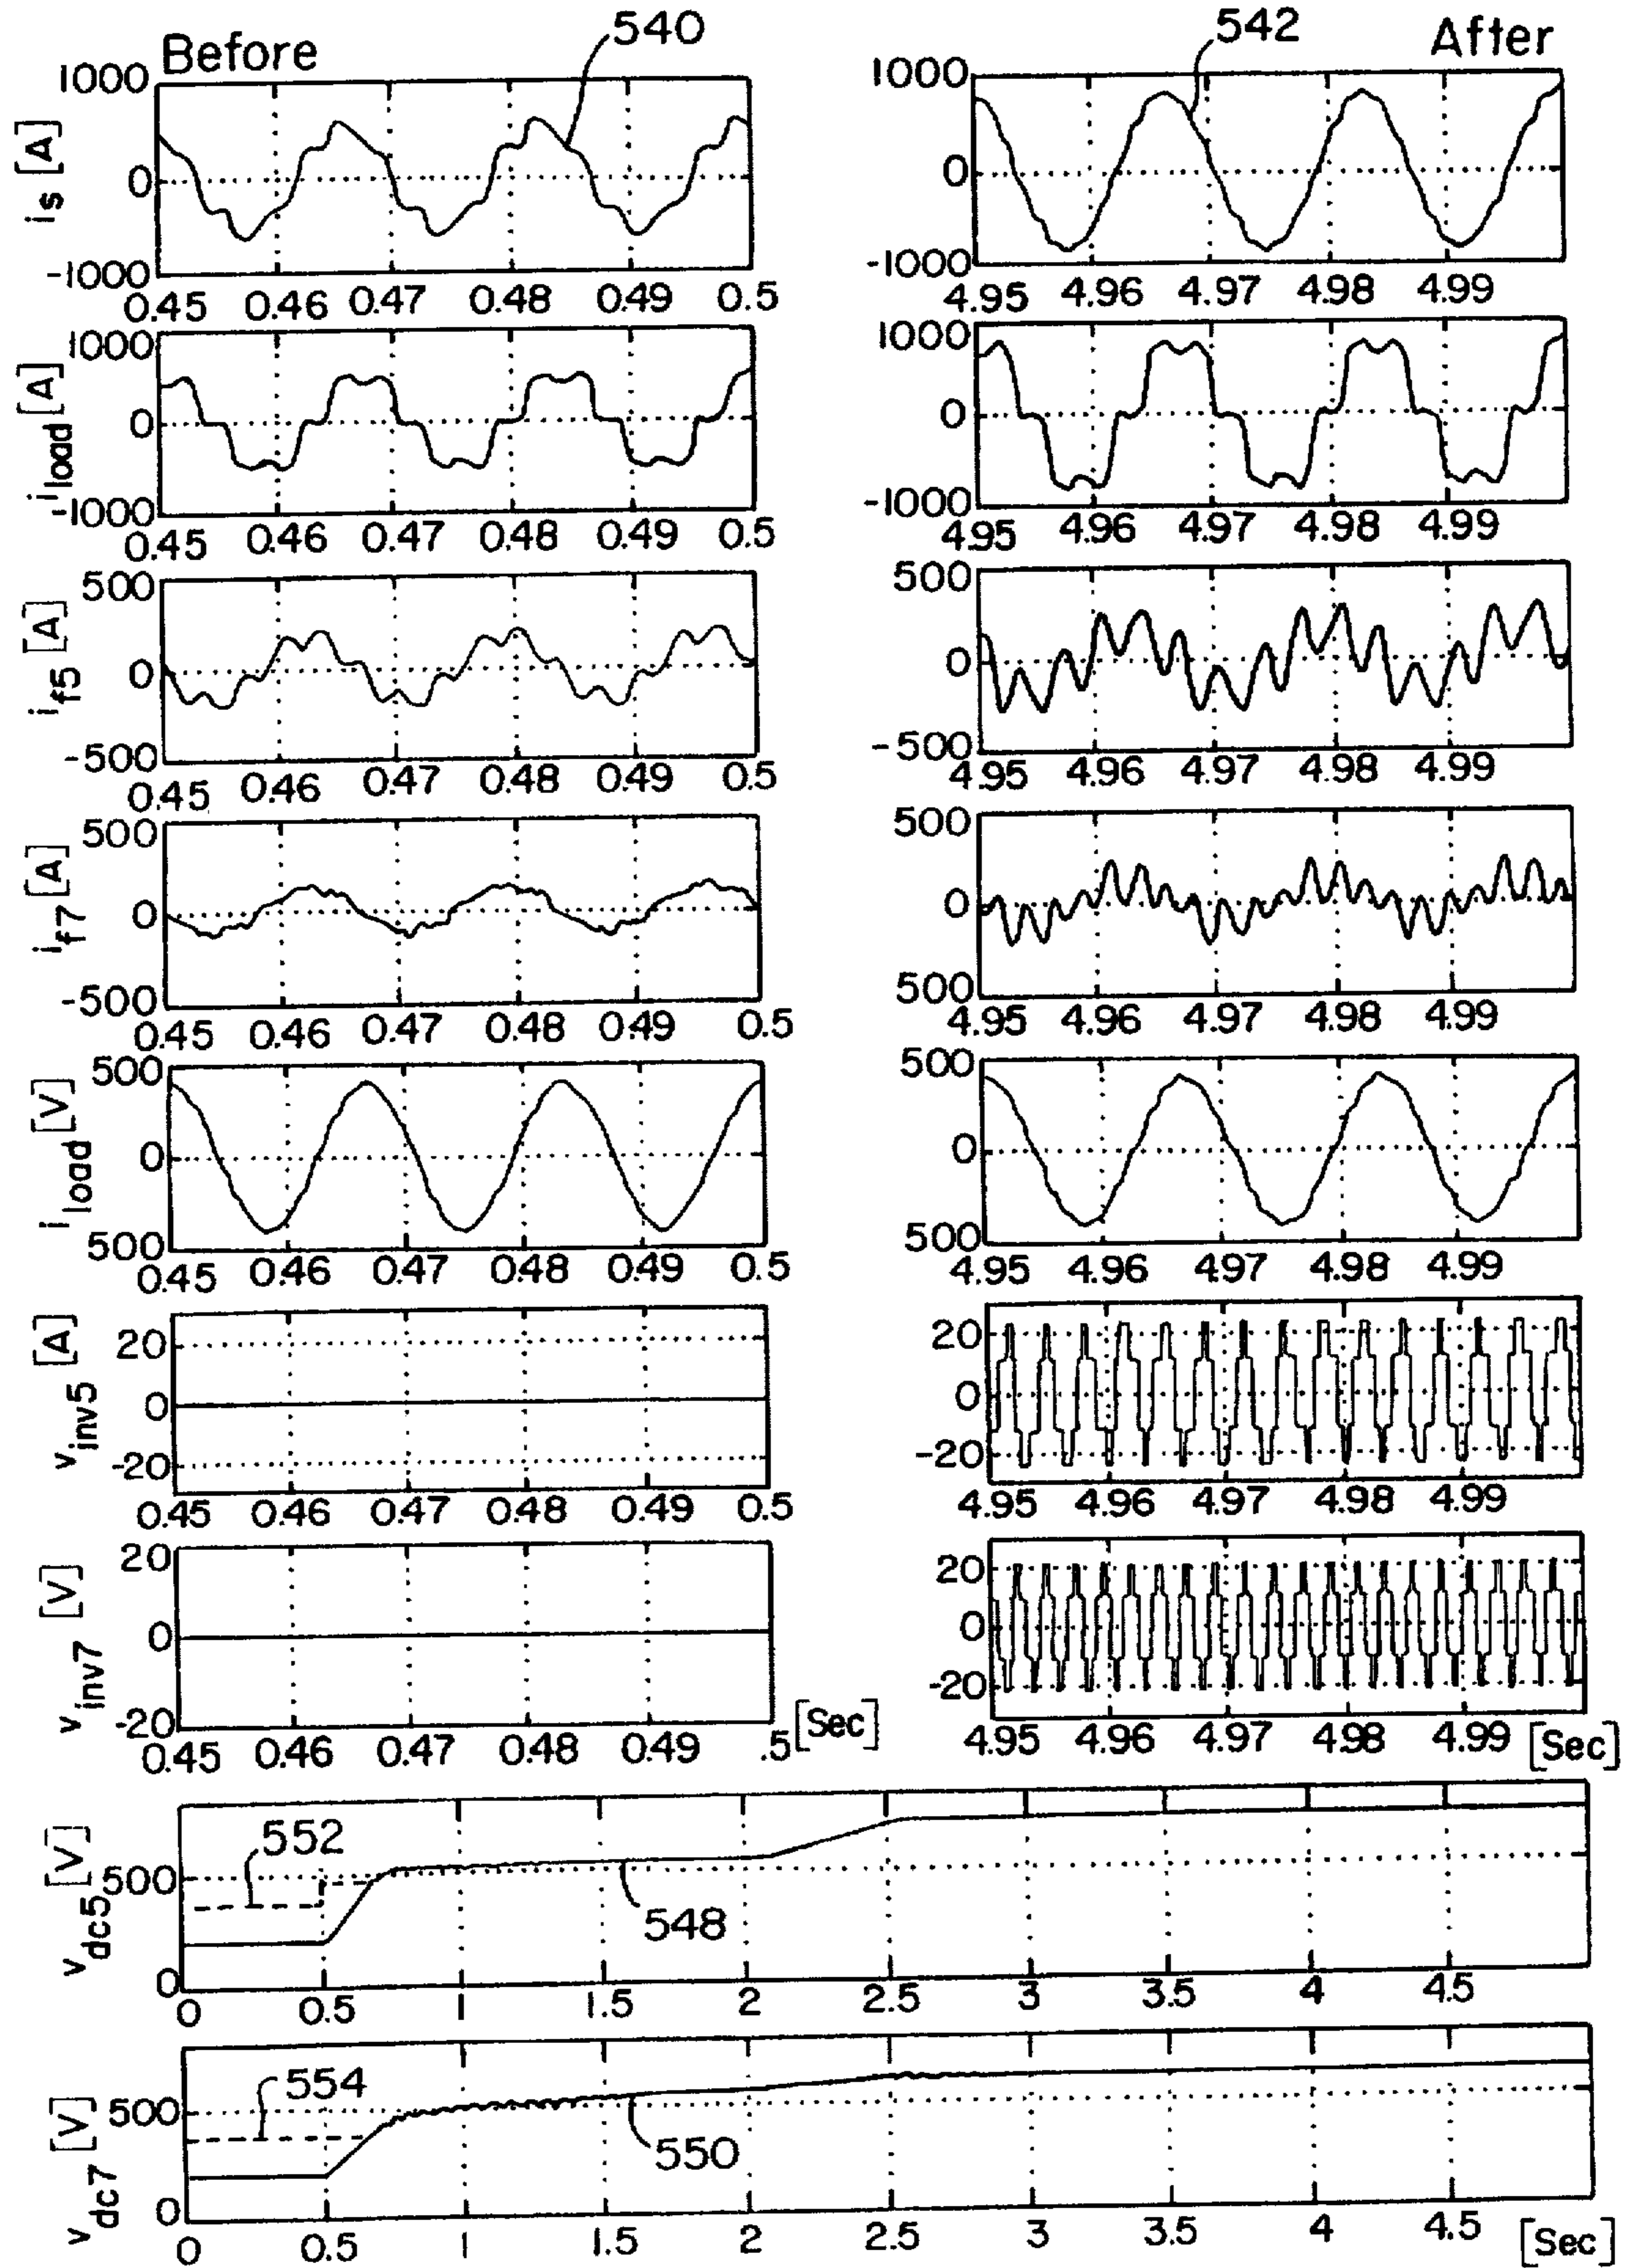 Before 540 542 After
1000 1000
i_s [A] 0 0
-1000 -1000
0.45 0.46 0.47 0.48 0.49 0.5 4.95 4.96 4.97 4.98 4.99
1000 1000
i_load [A] 0 0
-1000 -1000
0.45 0.46 0.47 0.48 0.49 0.5 4.95 4.96 4.97 4.98 4.99
500 500
i_f5 [A] 0 0
-500 -500
0.45 0.46 0.47 0.48 0.49 0.5 4.95 4.96 4.97 4.98 4.99
500 500
i_f7 [A] 0 0
-500 500
0.45 0.46 0.47 0.48 0.49 0.5 4.95 4.96 4.97 4.98 4.99
500 500
i_load [V] 0 0
500 500
0.45 0.46 0.47 0.48 0.49 0.5 4.95 4.96 4.97 4.98 4.99
20 20
v_inv5 [A] 0 0
-20 -20
0.45 0.46 0.47 0.48 0.49 0.5 4.95 4.96 4.97 4.98 4.99
20 20
v_inv7 [V] 0 0
-20 -20
0.45 0.46 0.47 0.48 0.49 .5 [Sec] 4.95 4.96 4.97 4.98 4.99 [Sec]
552
v_dc5 [V] 500
548
0
0 0.5 1 1.5 2 2.5 3 3.5 4 4.5
554
v_dc7 [V] 500
550
0
0 0.5 1 1.5 2 2.5 3 3.5 4 4.5 [Sec]